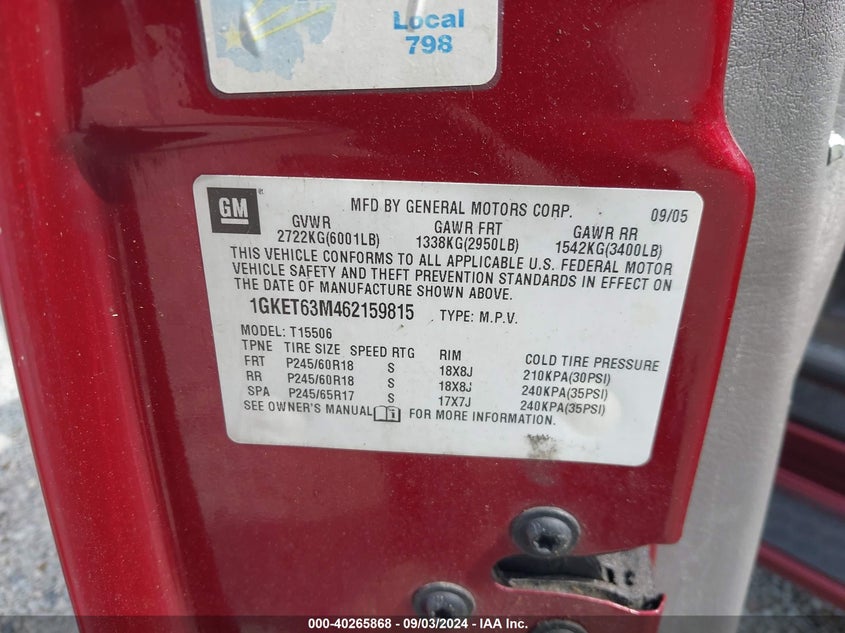 Local
798
GM
MFD BY GENERAL MOTORS CORP. 09/05
GVWR GAWR FRT GAWR RR
2722KG(6001LB) 1338KG(2950LB) 1542KG(3400LB)
THIS VEHICLE CONFORMS TO ALL APPLICABLE U.S. FEDERAL MOTOR
VEHICLE SAFETY AND THEFT PREVENTION STANDARDS IN EFFECT ON
THE DATE OF MANUFACTURE SHOWN ABOVE.
1GKET63M462159815 TYPE: M.P.V.
MODEL: T15506
TPNE TIRE SIZE SPEED RTG RIM COLD TIRE PRESSURE
FRT P245/60R18 S 18X8J 210KPA(30PSI)
RR P245/60R18 S 18X8J 240KPA(35PSI)
SPA P245/65R17 S 17X7J 240KPA(35PSI)
SEE OWNER'S MANUAL FOR MORE INFORMATION.
000-40265868 - 09/03/2024 - IAA Inc.